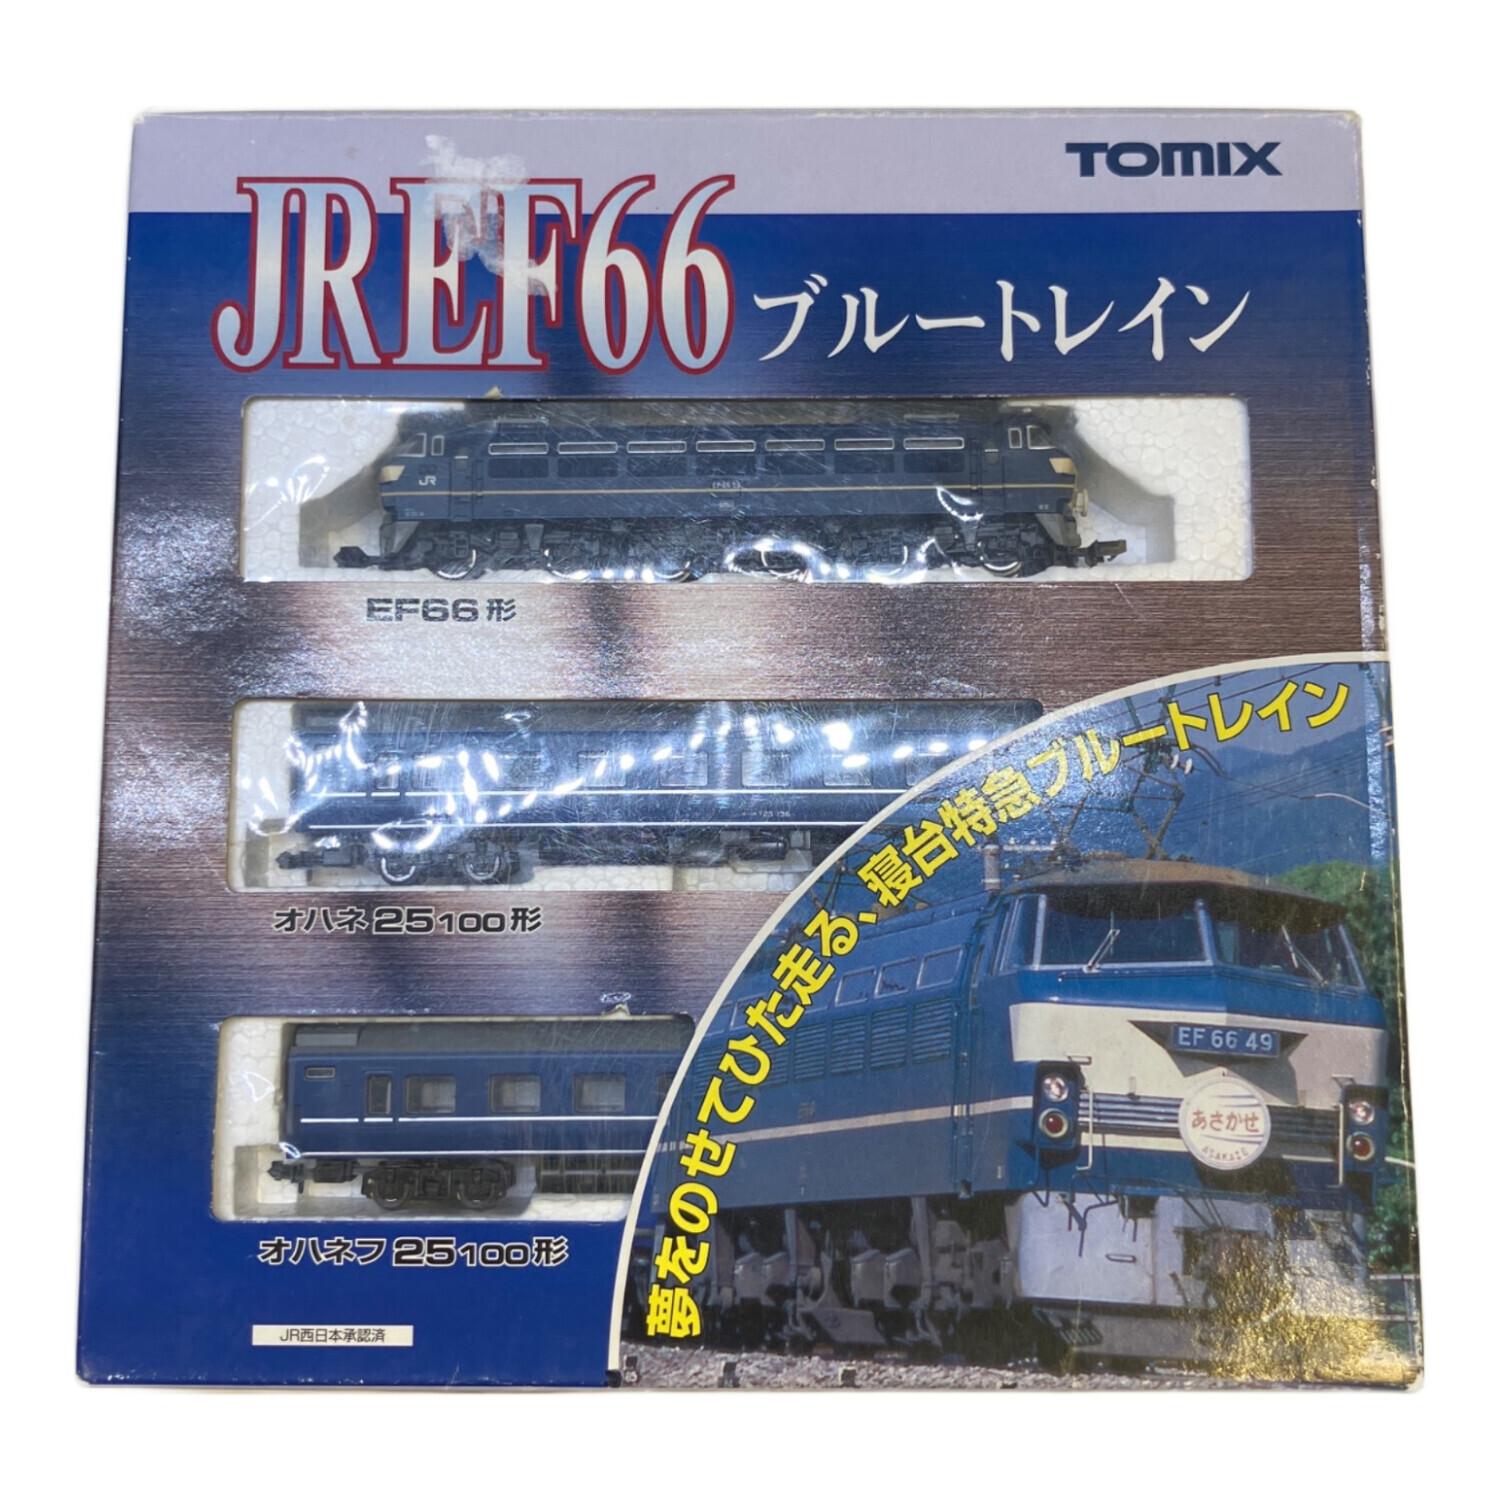 TOMIX
JREF66 ブルートレイン
JR
EF66形
オハネ25100形
オハネフ25100形
夢をのせてひた走る、寝台特急ブルートレイン
EF 66 49
あさかぜ
ASAKAZE
JR西日本承認済